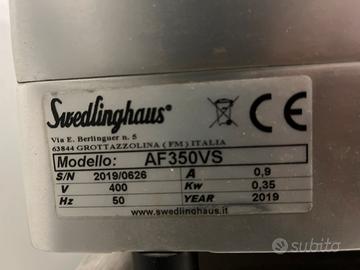 Swedlinghaus®
Via E. Berlinguer n. 5
63844 GROTTAZZOLINA ( FM ) ITALIA
CE
Modello: AF350VS
S/N 2019/0626 A 0,9
V 400 Kw 0,35
Hz 50 YEAR 2019
www.swedlinghaus.it
subito